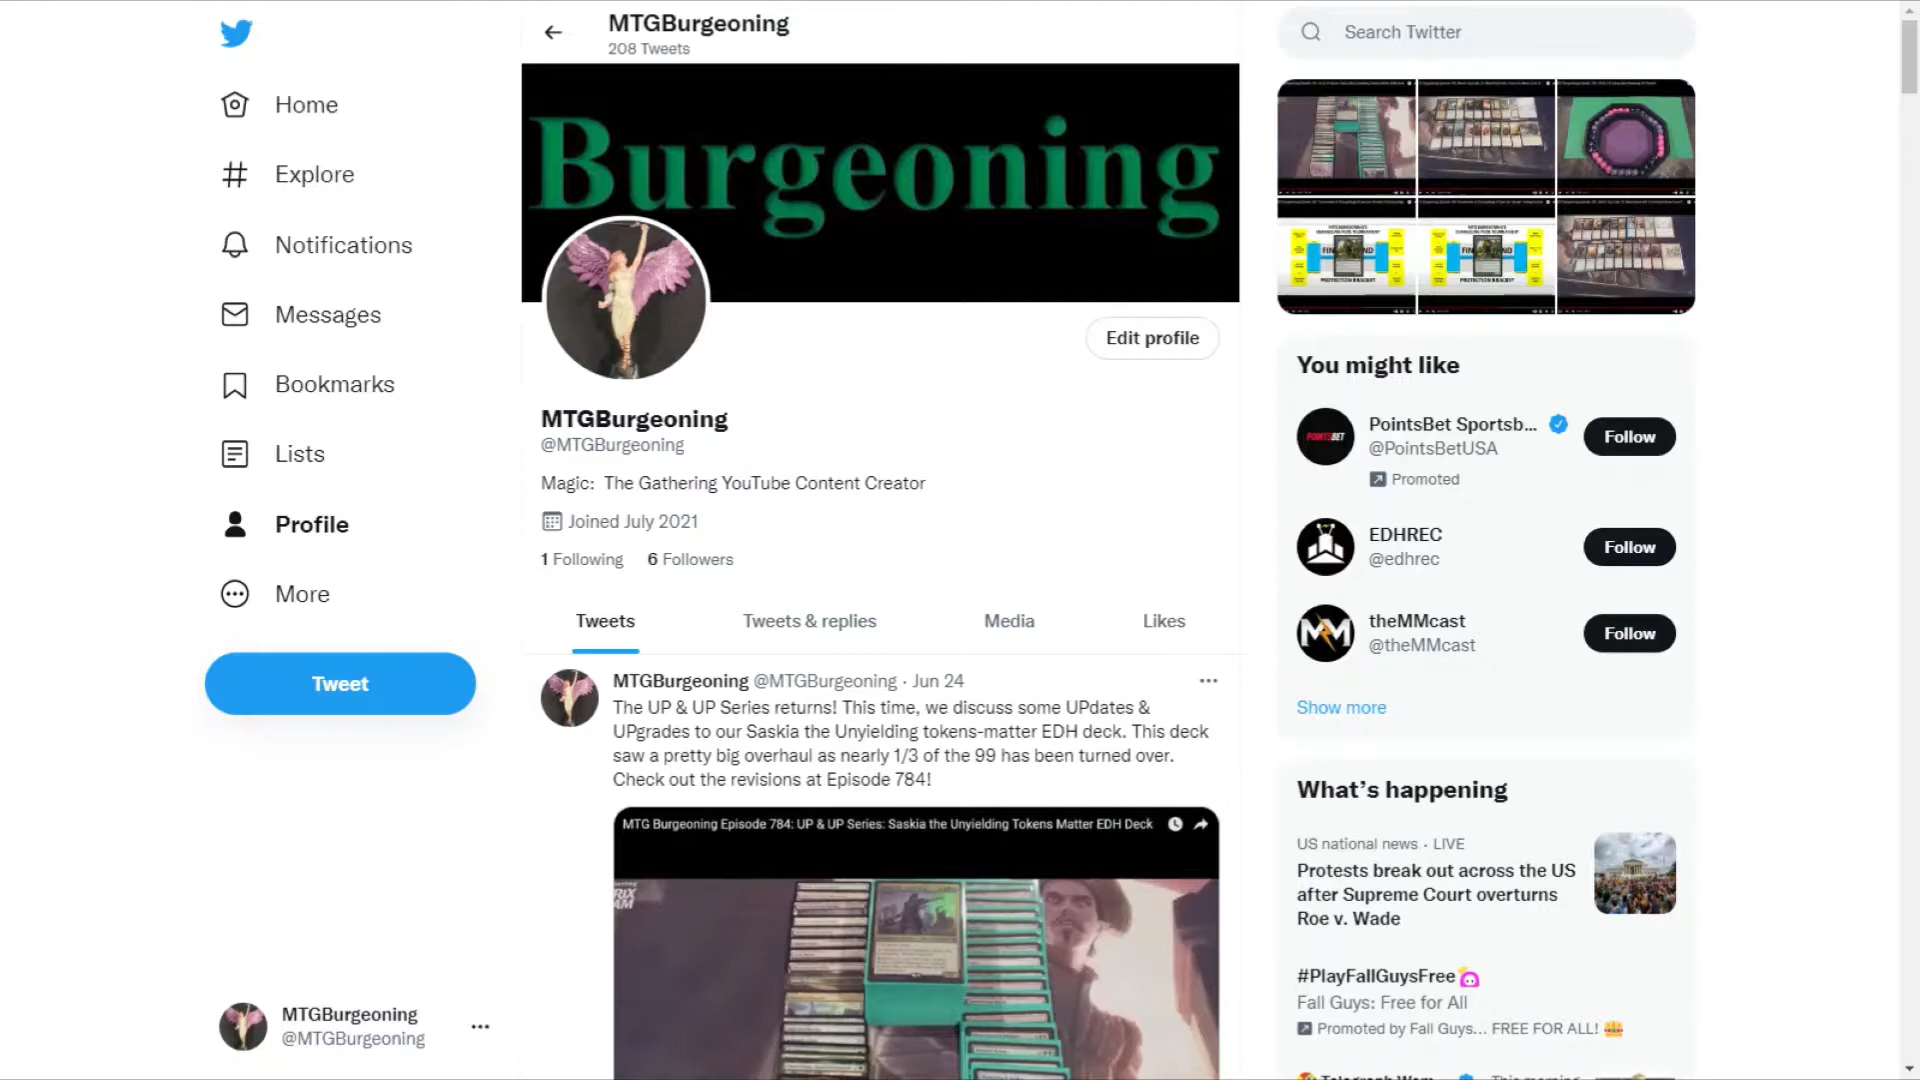 MTGBurgeoning
208 Tweets
Search Twitter
Home
Explore
Notifications
Messages
Bookmarks
Lists
Profile
More
Tweet
MTGBurgeoning
@MTGBurgeoning
Burgeoning
Edit profile
MTGBurgeoning
@MTGBurgeoning
Magic:  The Gathering YouTube Content Creator
Joined July 2021
1 Following 6 Followers
Tweets Tweets & replies Media Likes
MTGBurgeoning @MTGBurgeoning · Jun 24
The UP & UP Series returns! This time, we discuss some UPdates &
UPgrades to our Saskia the Unyielding tokens-matter EDH deck. This deck
saw a pretty big overhaul as nearly 1/3 of the 99 has been turned over.
Check out the revisions at Episode 784!
MTG Burgeoning Episode 784: UP & UP Series: Saskia the Unyielding Tokens Matter EDH Deck
You might like
POINTSBET
PointsBet Sportsb...
@PointsBetUSA
Promoted
Follow
EDHREC
@edhrec
Follow
MM
theMMcast
@theMMcast
Follow
Show more
What's happening
US national news · LIVE
Protests break out across the US
after Supreme Court overturns
Roe v. Wade
#PlayFallGuysFree
Fall Guys: Free for All
Promoted by Fall Guys... FREE FOR ALL!